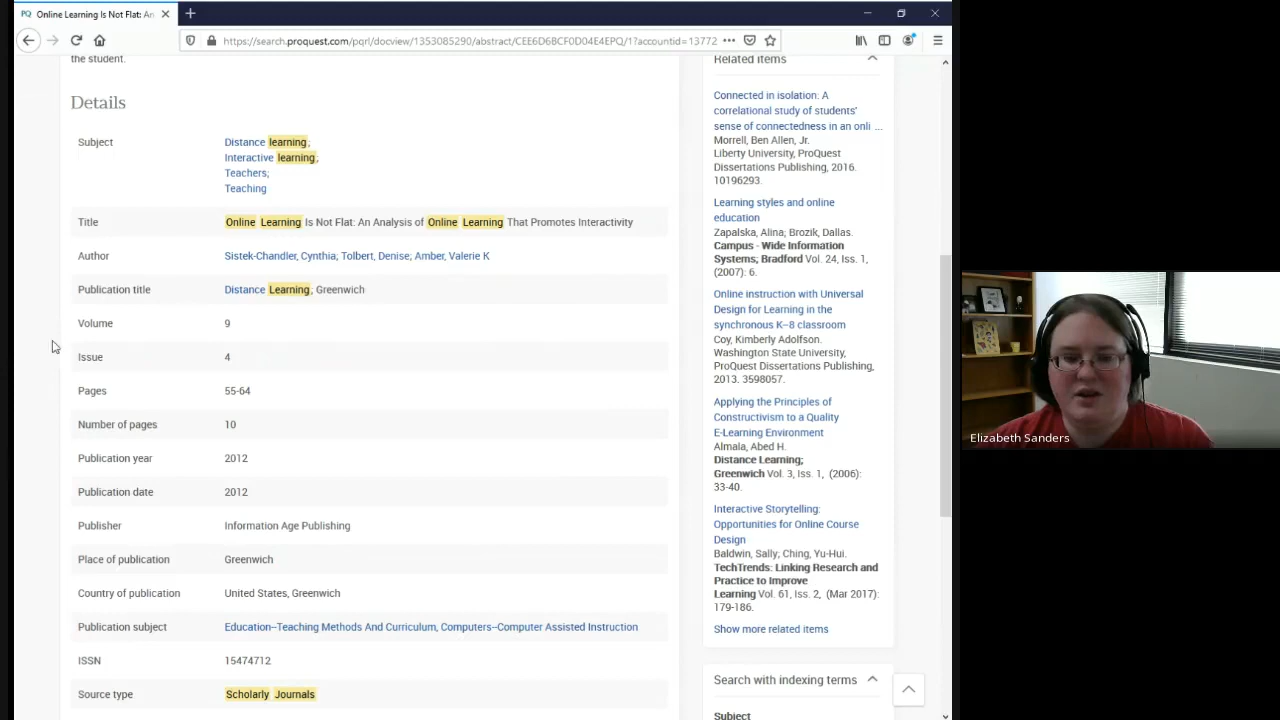 PQ Online Learning Is Not Flat: An
https://search.proquest.com/pqrl/docview/1353085290/abstract/CEE6D6BCF0D04E4EPQ/1?accountid=13772
the student.
Details
Subject
Distance learning;
Interactive learning;
Teachers;
Teaching
Title Online Learning Is Not Flat: An Analysis of Online Learning That Promotes Interactivity
Author Sistek-Chandler, Cynthia; Tolbert, Denise; Amber, Valerie K
Publication title Distance Learning; Greenwich
Volume 9
Issue 4
Pages 55-64
Number of pages 10
Publication year 2012
Publication date 2012
Publisher Information Age Publishing
Place of publication Greenwich
Country of publication United States, Greenwich
Publication subject Education--Teaching Methods And Curriculum, Computers--Computer Assisted Instruction
ISSN 15474712
Source type Scholarly Journals
Related items
Connected in isolation: A
correlational study of students'
sense of connectedness in an onli ...
Morrell, Ben Allen, Jr.
Liberty University, ProQuest
Dissertations Publishing, 2016.
10196293.
Learning styles and online
education
Zapalska, Alina; Brozik, Dallas.
Campus - Wide Information
Systems; Bradford Vol. 24, Iss. 1,
(2007): 6.
Online instruction with Universal
Design for Learning in the
synchronous K–8 classroom
Coy, Kimberly Adolfson.
Washington State University,
ProQuest Dissertations Publishing,
2013. 3598057.
Applying the Principles of
Constructivism to a Quality
E-Learning Environment
Almala, Abed H.
Distance Learning;
Greenwich Vol. 3, Iss. 1, (2006):
33-40.
Interactive Storytelling:
Opportunities for Online Course
Design
Baldwin, Sally; Ching, Yu-Hui.
TechTrends: Linking Research and
Practice to Improve
Learning Vol. 61, Iss. 2, (Mar 2017):
179-186.
Show more related items
Search with indexing terms
Subject
Elizabeth Sanders